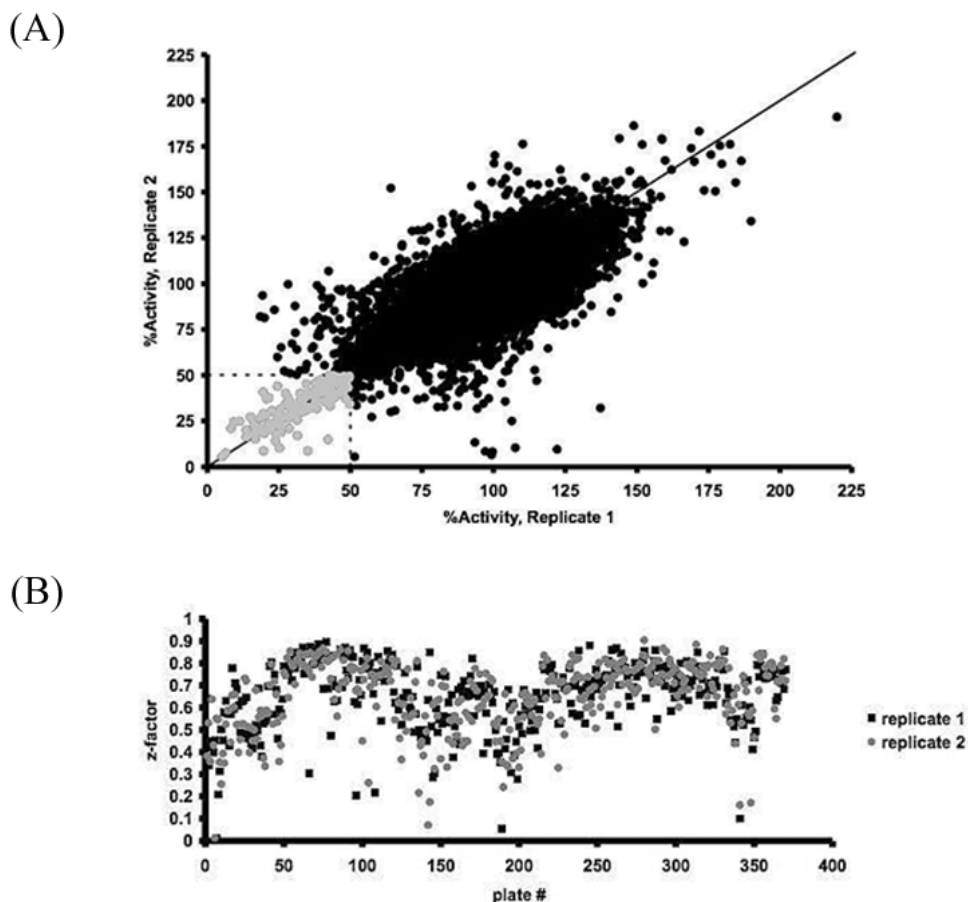 (A)
225
200
175
150
125
100
75
50
25
0
%Activity, Replicate 2
0 25 50 75 100 125 150 175 200 225
%Activity, Replicate 1
(B)
1
0.9
0.8
0.7
0.6
0.5
0.4
0.3
0.2
0.1
0
z-factor
0 50 100 150 200 250 300 350 400
plate #
replicate 1
replicate 2